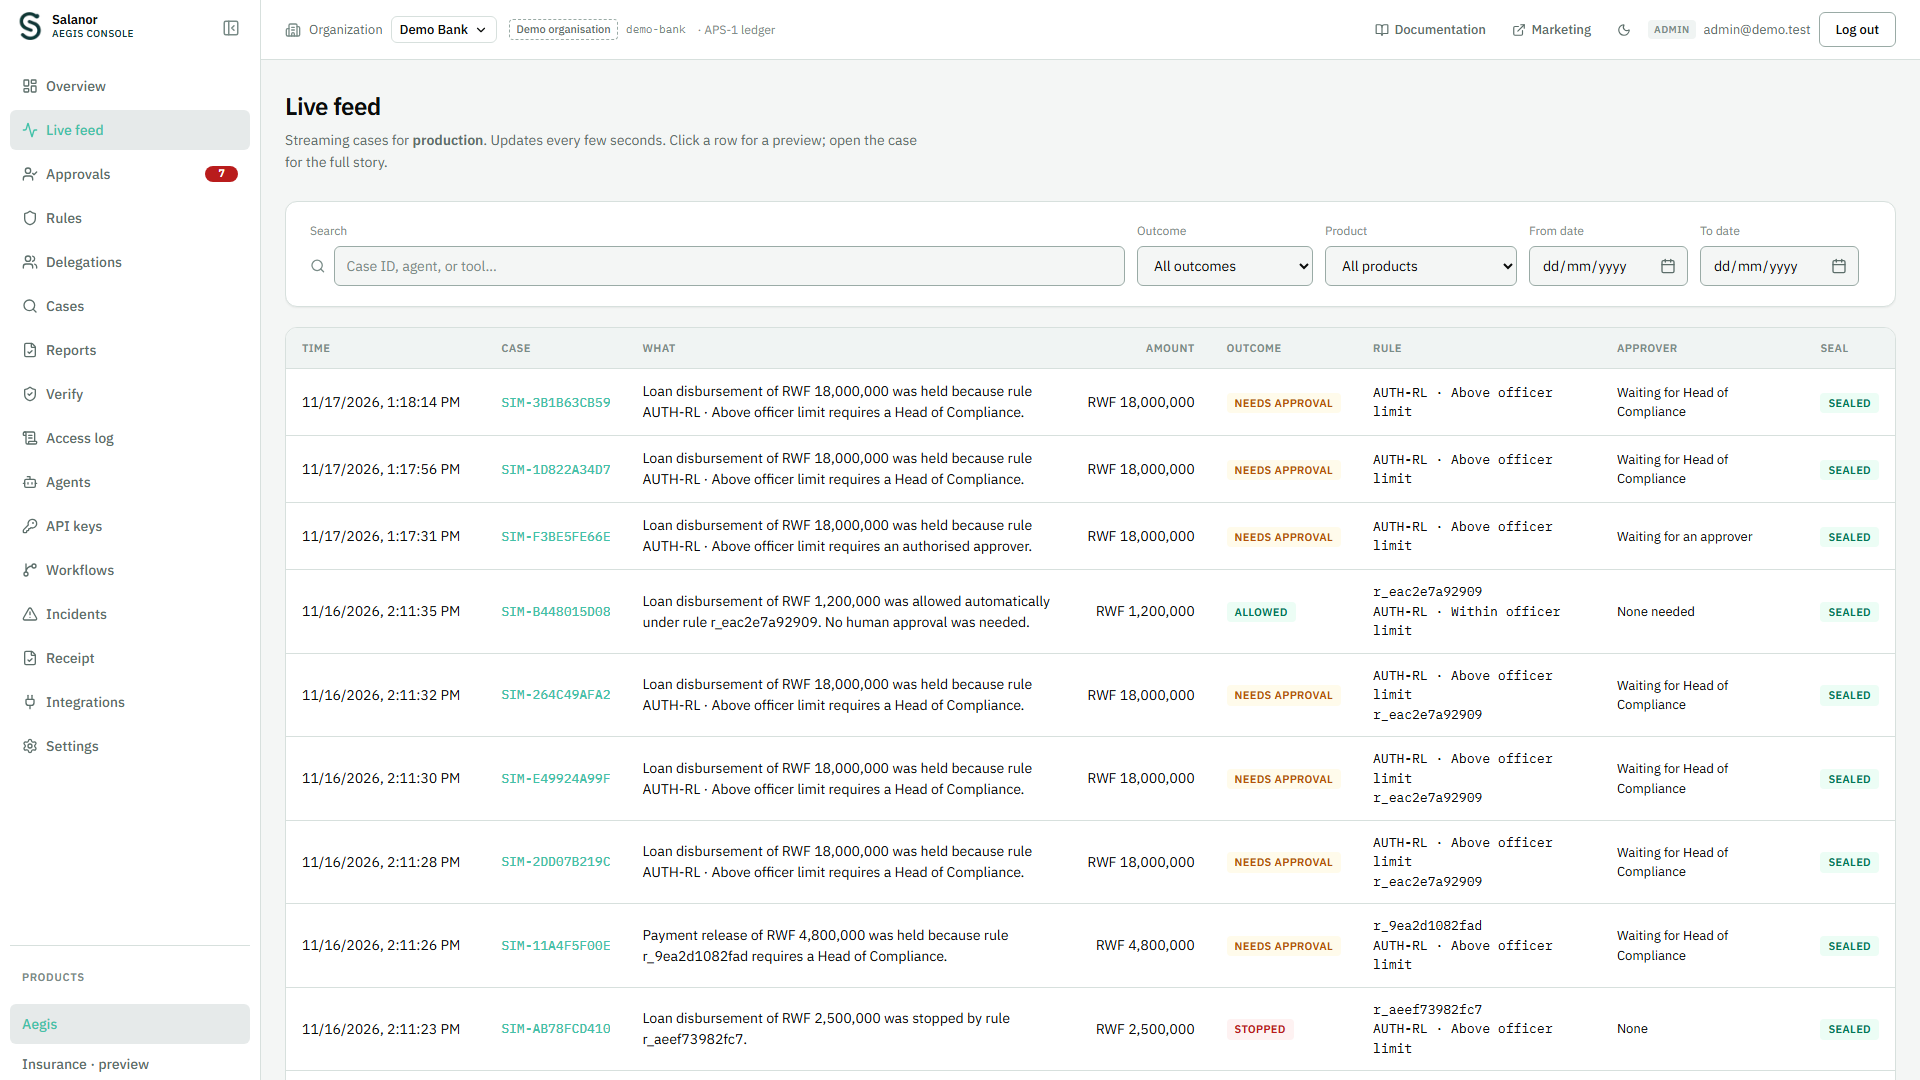 Salanor
AEGIS CONSOLE
Organization
Demo Bank
Demo organisation
demo-bank
· APS-1 ledger
Documentation
Marketing
ADMIN
admin@demo.test
Log out
Overview
Live feed
Approvals
7
Rules
Delegations
Cases
Reports
Verify
Access log
Agents
API keys
Workflows
Incidents
Receipt
Integrations
Settings
PRODUCTS
Aegis
Insurance · preview
Live feed
Streaming cases for production. Updates every few seconds. Click a row for a preview; open the case
for the full story.
Search
Case ID, agent, or tool...
Outcome
All outcomes
Product
All products
From date
dd/mm/yyyy
To date
dd/mm/yyyy
TIME CASE WHAT AMOUNT OUTCOME RULE APPROVER SEAL
11/17/2026, 1:18:14 PM
SIM-3B1B63CB59
Loan disbursement of RWF 18,000,000 was held because rule
AUTH-RL · Above officer limit requires a Head of Compliance.
RWF 18,000,000
NEEDS APPROVAL
AUTH-RL · Above officer
limit
Waiting for Head of
Compliance
SEALED
11/17/2026, 1:17:56 PM
SIM-1D822A34D7
Loan disbursement of RWF 18,000,000 was held because rule
AUTH-RL · Above officer limit requires a Head of Compliance.
RWF 18,000,000
NEEDS APPROVAL
AUTH-RL · Above officer
limit
Waiting for Head of
Compliance
SEALED
11/17/2026, 1:17:31 PM
SIM-F3BE5FE66E
Loan disbursement of RWF 18,000,000 was held because rule
AUTH-RL · Above officer limit requires an authorised approver.
RWF 18,000,000
NEEDS APPROVAL
AUTH-RL · Above officer
limit
Waiting for an approver
SEALED
11/16/2026, 2:11:35 PM
SIM-B448015D08
Loan disbursement of RWF 1,200,000 was allowed automatically
under rule r_eac2e7a92909. No human approval was needed.
RWF 1,200,000
ALLOWED
r_eac2e7a92909
AUTH-RL · Within officer
limit
None needed
SEALED
11/16/2026, 2:11:32 PM
SIM-264C49AFA2
Loan disbursement of RWF 18,000,000 was held because rule
AUTH-RL · Above officer limit requires a Head of Compliance.
RWF 18,000,000
NEEDS APPROVAL
AUTH-RL · Above officer
limit
r_eac2e7a92909
Waiting for Head of
Compliance
SEALED
11/16/2026, 2:11:30 PM
SIM-E49924A99F
Loan disbursement of RWF 18,000,000 was held because rule
AUTH-RL · Above officer limit requires a Head of Compliance.
RWF 18,000,000
NEEDS APPROVAL
AUTH-RL · Above officer
limit
r_eac2e7a92909
Waiting for Head of
Compliance
SEALED
11/16/2026, 2:11:28 PM
SIM-2DD07B219C
Loan disbursement of RWF 18,000,000 was held because rule
AUTH-RL · Above officer limit requires a Head of Compliance.
RWF 18,000,000
NEEDS APPROVAL
AUTH-RL · Above officer
limit
r_eac2e7a92909
Waiting for Head of
Compliance
SEALED
11/16/2026, 2:11:26 PM
SIM-11A4F5F00E
Payment release of RWF 4,800,000 was held because rule
r_9ea2d1082fad requires a Head of Compliance.
RWF 4,800,000
NEEDS APPROVAL
r_9ea2d1082fad
AUTH-RL · Above officer
limit
Waiting for Head of
Compliance
SEALED
11/16/2026, 2:11:23 PM
SIM-AB78FCD410
Loan disbursement of RWF 2,500,000 was stopped by rule
r_aeef73982fc7.
RWF 2,500,000
STOPPED
r_aeef73982fc7
AUTH-RL · Above officer
limit
None
SEALED